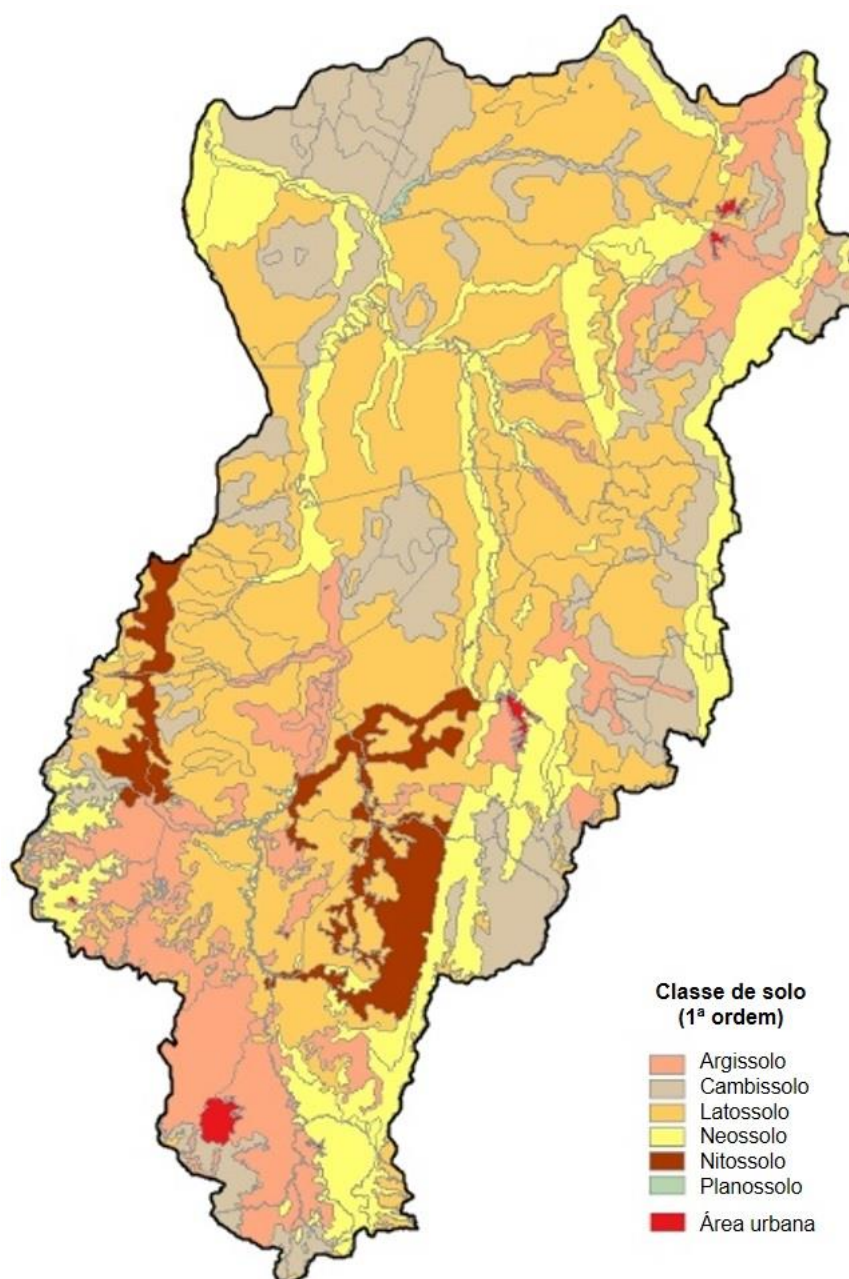 Classe de solo
(1ª ordem)
Argissolo
Cambissolo
Latossolo
Neossolo
Nitossolo
Planossolo
Área urbana